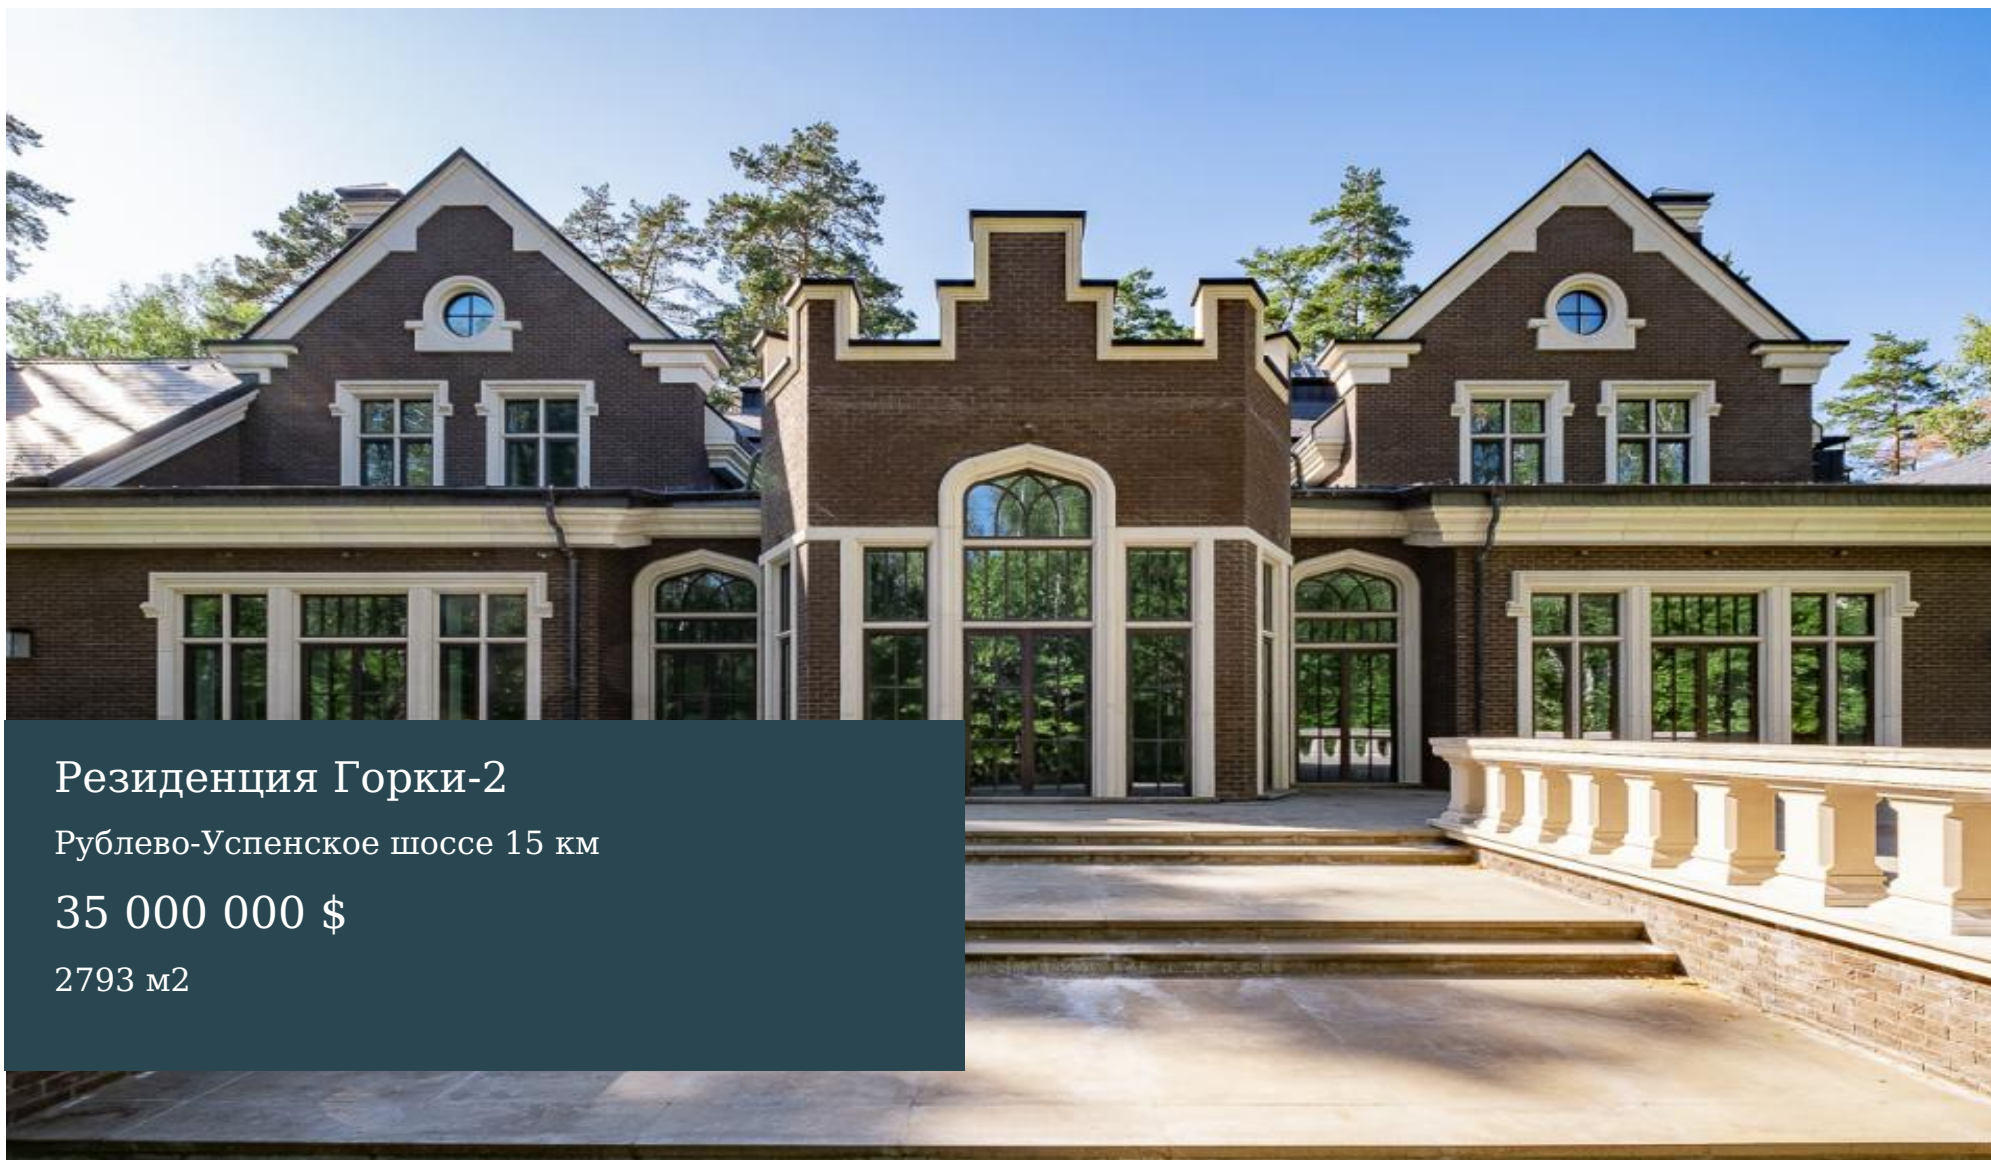 Резиденция Горки-2
Рублево-Успенское шоссе 15 км
35 000 000 $
2793 м2